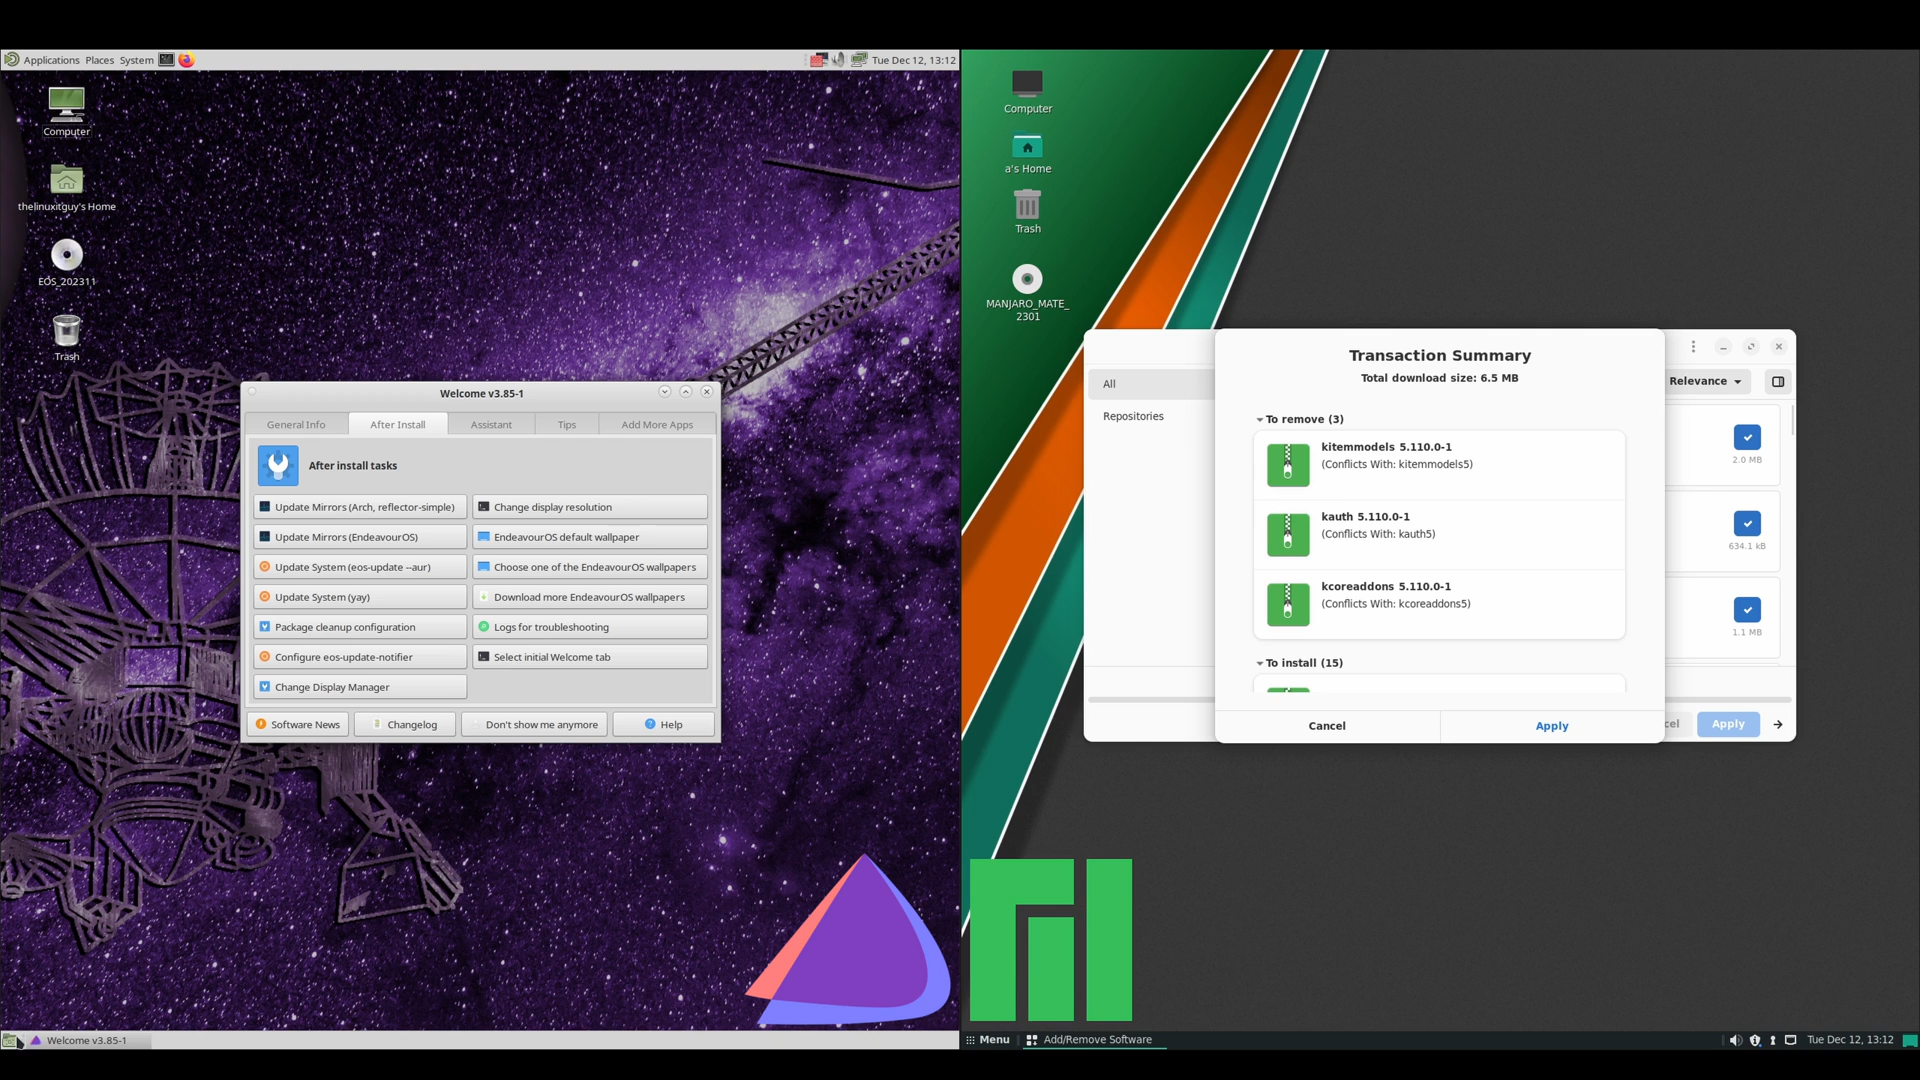 Applications Places System
Tue Dec 12, 13:12
Computer
thelinuxitguy's Home
EOS_202311
Trash
Welcome v3.85-1
General Info
After Install
Assistant
Tips
Add More Apps
After install tasks
Update Mirrors (Arch, reflector-simple)
Change display resolution
Update Mirrors (EndeavourOS)
EndeavourOS default wallpaper
Update System (eos-update --aur)
Choose one of the EndeavourOS wallpapers
Update System (yay)
Download more EndeavourOS wallpapers
Package cleanup configuration
Logs for troubleshooting
Configure eos-update-notifier
Select initial Welcome tab
Change Display Manager
Software News
Changelog
Don't show me anymore
Help
Welcome v3.85-1
Computer
a's Home
Trash
MANJARO_MATE_
2301
All
Repositories
Relevance
2.0 MB
634.1 kB
1.1 MB
Transaction Summary
Total download size: 6.5 MB
To remove (3)
kitemmodels 5.110.0-1
(Conflicts With: kitemmodels5)
kauth 5.110.0-1
(Conflicts With: kauth5)
kcoreaddons 5.110.0-1
(Conflicts With: kcoreaddons5)
To install (15)
Cancel
Apply
cel
Apply
Menu
Add/Remove Software
Tue Dec 12, 13:12